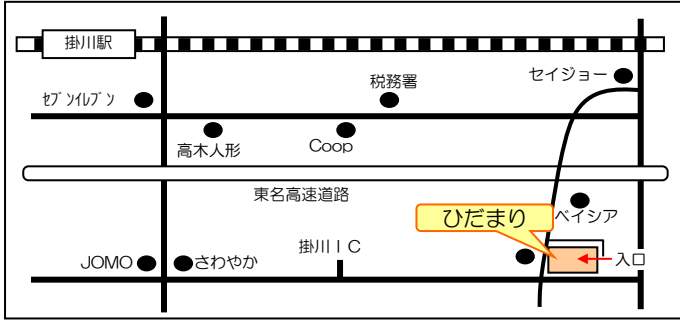 掛川駅
セイジョー
税務署
ｾﾌﾞﾝｲﾚﾌﾞﾝ
高木人形
Coop
東名高速道路
ひだまり
ベイシア
掛川ＩＣ
JOMO
さわやか
入口